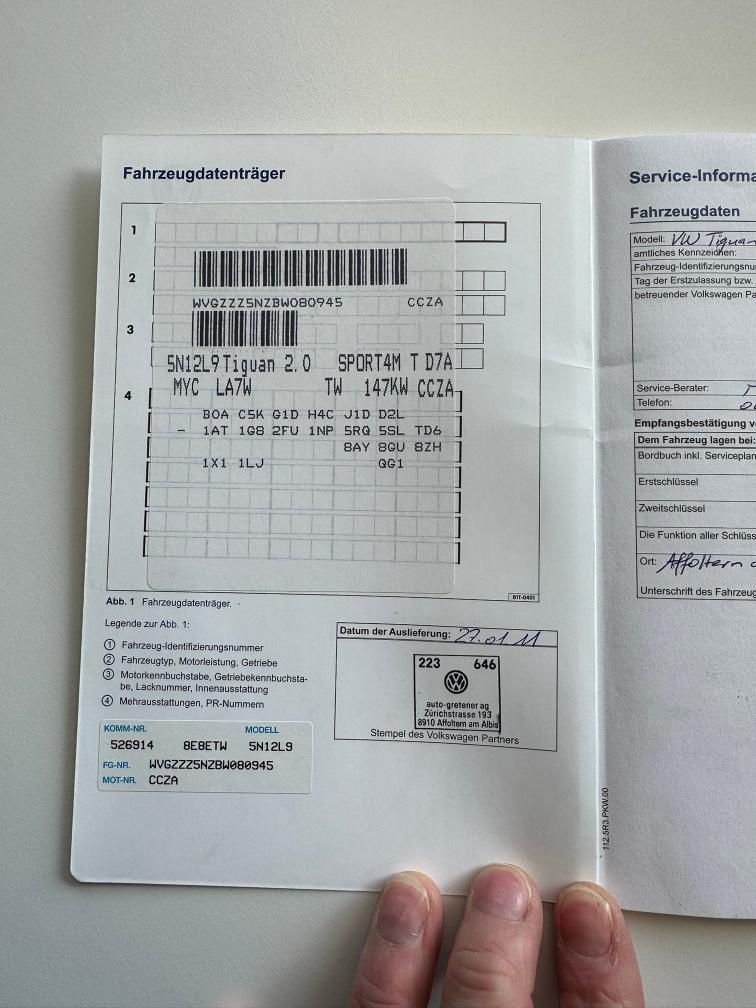 Fahrzeugdatenträger
1
2
WVGZZZ5NZBW080945 CCZA
3
5N12L9Tiguan 2.0 SPORT4M T D7A
MYC LA7W TW 147KW CCZA
4
BOA C5K G1D H4C J1D D2L
– 1AT 1G8 2FU 1NP 5RQ 5SL TD6
8AY 8GU 8ZH
1X1 1LJ QG1
B1T-0401
Abb. 1 Fahrzeugdatenträger.
Legende zur Abb. 1:
① Fahrzeug-Identifizierungsnummer
② Fahrzeugtyp, Motorleistung, Getriebe
③ Motorkennbuchstabe, Getriebekennbuchsta-
be, Lacknummer, Innenausstattung
④ Mehrausstattungen, PR-Nummern
KOMM-NR. MODELL
526914 8E8ETW 5N12L9
FG-NR. WVGZZZ5NZBW080945
MOT-NR. CCZA
Datum der Auslieferung: 27.01.11
223 646
auto-gretener ag
Zürichstrasse 193
8910 Affoltern am Albis
Stempel des Volkswagen Partners
112.5R3.PKW.00
Service-Informa
Fahrzeugdaten
Modell: VW Tiguan
amtliches Kennzeichen:
Fahrzeug-Identifizierungsnu
Tag der Erstzulassung bzw.
betreuender Volkswagen Pa
Service-Berater:
Telefon:
Empfangsbestätigung v
Dem Fahrzeug lagen bei:
Bordbuch inkl. Serviceplan
Erstschlüssel
Zweitschlüssel
Die Funktion aller Schlüss
Ort: Affoltern
Unterschrift des Fahrzeug